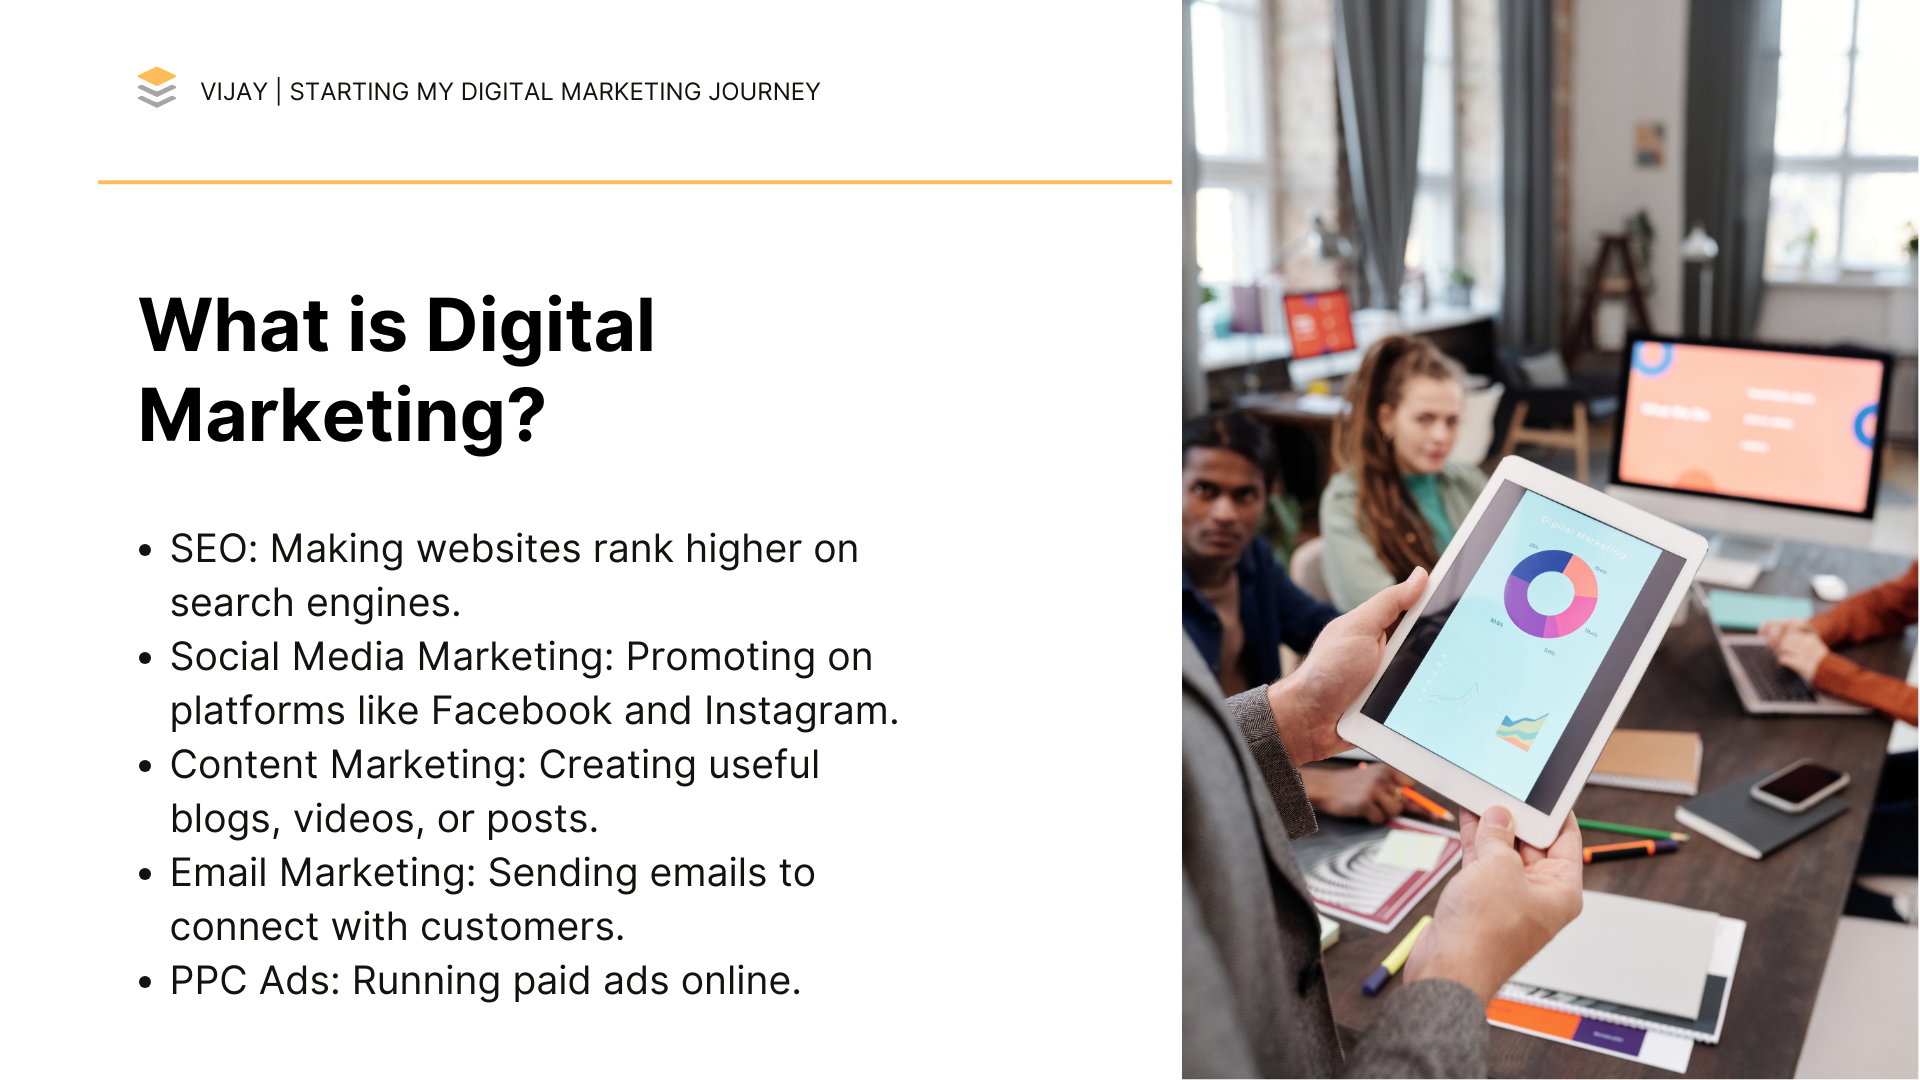 VIJAY | STARTING MY DIGITAL MARKETING JOURNEY
What is Digital
Marketing?
• SEO: Making websites rank higher on
search engines.
• Social Media Marketing: Promoting on
platforms like Facebook and Instagram.
• Content Marketing: Creating useful
blogs, videos, or posts.
• Email Marketing: Sending emails to
connect with customers.
• PPC Ads: Running paid ads online.
Digital Marketing